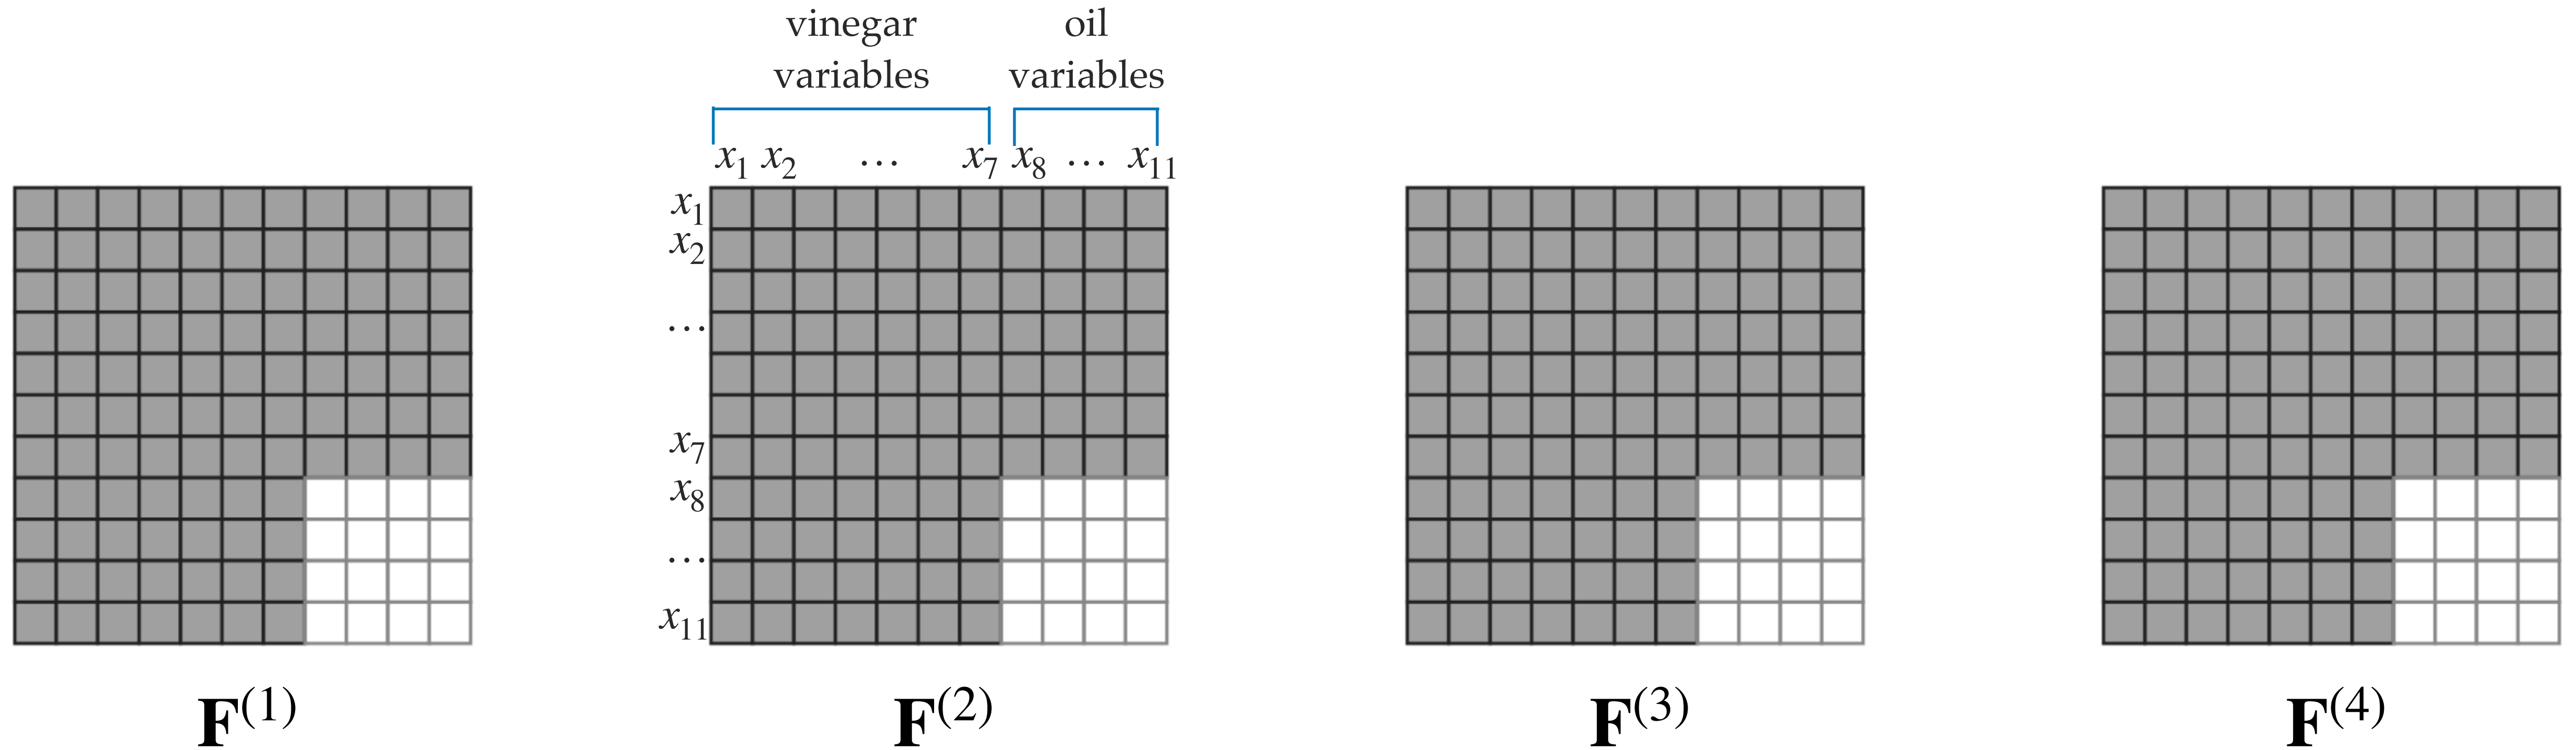 vinegar
variables
oil
variables
x₁ x₂ … x₇ x₈ … x₁₁
x₁
x₂
…
x₇
x₈
…
x₁₁
F⁽¹⁾
F⁽²⁾
F⁽³⁾
F⁽⁴⁾